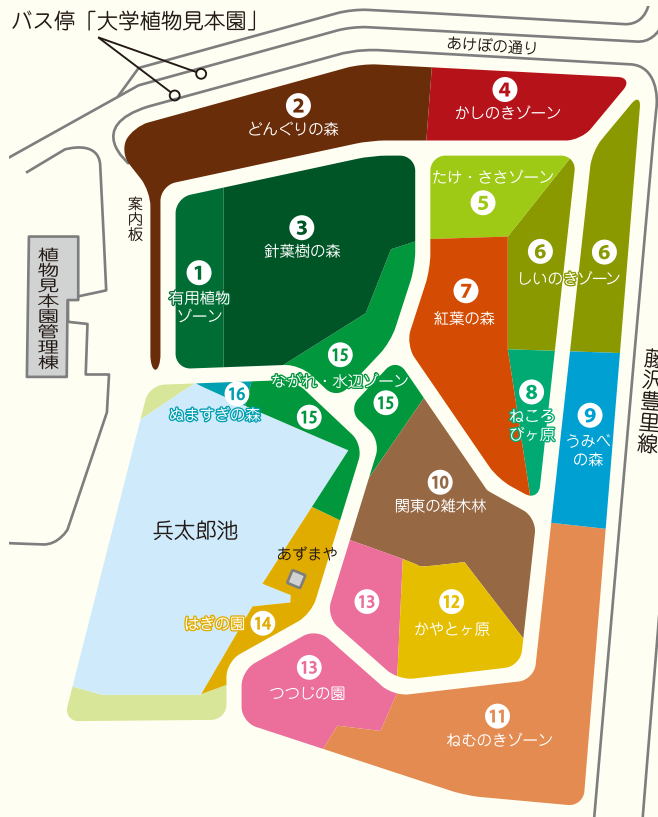 バス停「大学植物見本園」
あけぼの通り
2
どんぐりの森
4
かしのきゾーン
たけ・ささゾーン
5
案内板
3
針葉樹の森
1
有用植物
ゾーン
6
6
しいのきゾーン
植物見本園管理棟
7
紅葉の森
15
ながれ・水辺ゾーン
15
15
16
ぬますぎの森
8
ねころ
びヶ原
9
うみべ
の森
藤沢豊里線
10
関東の雑木林
兵太郎池
あずまや
はぎの園
14
13
12
かやとヶ原
13
つつじの園
11
ねむのきゾーン